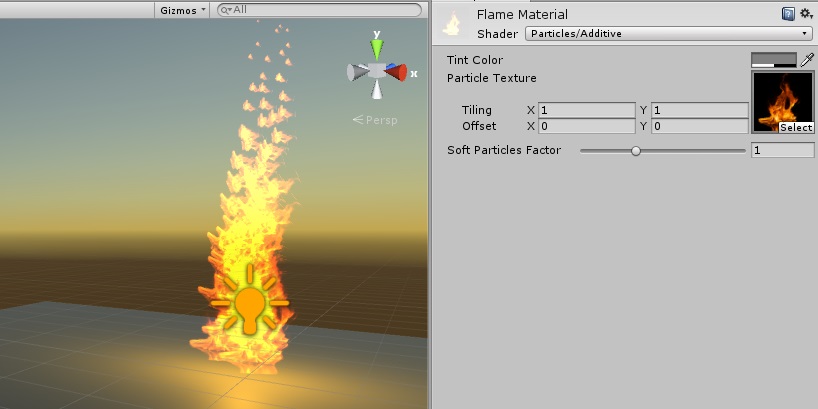 Gizmos
All
y
x
Persp
Flame Material
Shader Particles/Additive
Tint Color
Particle Texture
Tiling X 1 Y 1
Offset X 0 Y 0
Select
Soft Particles Factor 1